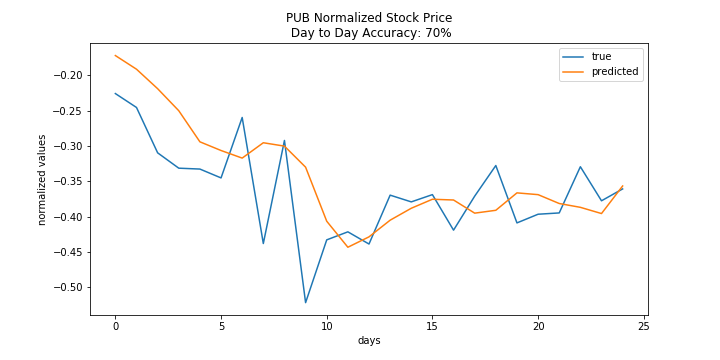 PUB Normalized Stock Price
Day to Day Accuracy: 70%
true
predicted
normalized values
−0.20
−0.25
−0.30
−0.35
−0.40
−0.45
−0.50
0
5
10
15
20
25
days